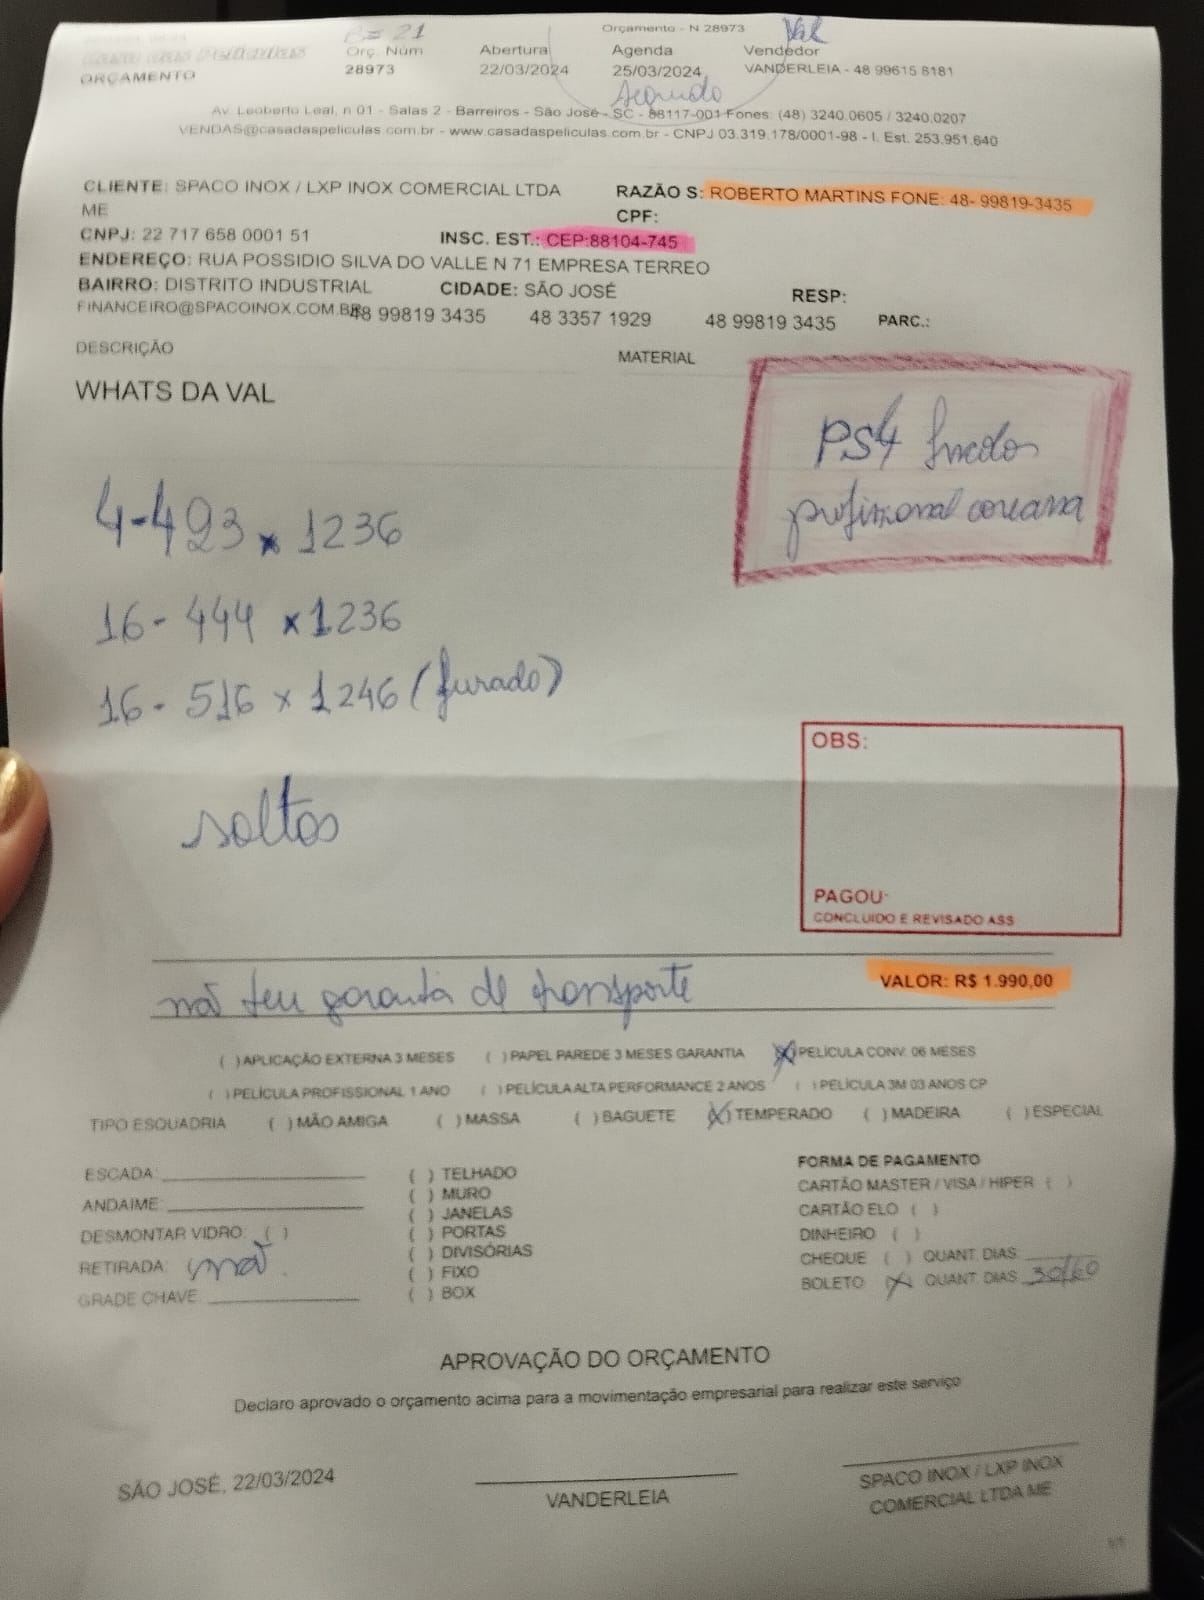 Orçamento - N 28973
Val
Orç. Núm Abertura Agenda Vendedor
ORÇAMENTO 28973 22/03/2024 25/03/2024 VANDERLEIA - 48 99615 8181
Av. Leoberto Leal, n 01 - Salas 2 - Barreiros - São José - SC - 88117-001 Fones: (48) 3240.0605 / 3240.0207
VENDAS@casadaspeliculas.com.br - www.casadaspeliculas.com.br - CNPJ 03.319.178/0001-98 - I. Est. 253.951.640
CLIENTE: SPACO INOX / LXP INOX COMERCIAL LTDA RAZÃO S: ROBERTO MARTINS FONE: 48- 99819-3435
ME CPF:
CNPJ: 22 717 658 0001 51 INSC. EST.: CEP:88104-745
ENDEREÇO: RUA POSSIDIO SILVA DO VALLE N 71 EMPRESA TERREO
BAIRRO: DISTRITO INDUSTRIAL CIDADE: SÃO JOSÉ RESP:
FINANCEIRO@SPACOINOX.COM.BR 48 99819 3435 48 3357 1929 48 99819 3435 PARC.:
DESCRIÇÃO MATERIAL
WHATS DA VAL
PS4
4-493 x 1236
16- 444 x 1236
16- 516 x 1246 (furado)
soltos
OBS:
PAGOU:
CONCLUIDO E REVISADO ASS
não tem garantia de transporte
VALOR: R$ 1.990,00
( ) APLICAÇÃO EXTERNA 3 MESES ( ) PAPEL PAREDE 3 MESES GARANTIA (X) PELÍCULA CONV. 06 MESES
( ) PELÍCULA PROFISSIONAL 1 ANO ( ) PELÍCULA ALTA PERFORMANCE 2 ANOS ( ) PELÍCULA 3M 03 ANOS CP
TIPO ESQUADRIA ( ) MÃO AMIGA ( ) MASSA ( ) BAGUETE (X) TEMPERADO ( ) MADEIRA ( ) ESPECIAL
ESCADA: ( ) TELHADO FORMA DE PAGAMENTO
ANDAIME: ( ) MURO CARTÃO MASTER / VISA / HIPER ( )
( ) JANELAS CARTÃO ELO ( )
DESMONTAR VIDRO: ( ) ( ) PORTAS DINHEIRO ( )
RETIRADA: não ( ) DIVISÓRIAS CHEQUE ( ) QUANT. DIAS:
( ) FIXO BOLETO (X) QUANT. DIAS 30/60
GRADE CHAVE: ( ) BOX
APROVAÇÃO DO ORÇAMENTO
Declaro aprovado o orçamento acima para a movimentação empresarial para realizar este serviço
SÃO JOSÉ, 22/03/2024
VANDERLEIA
SPACO INOX / LXP INOX
COMERCIAL LTDA ME